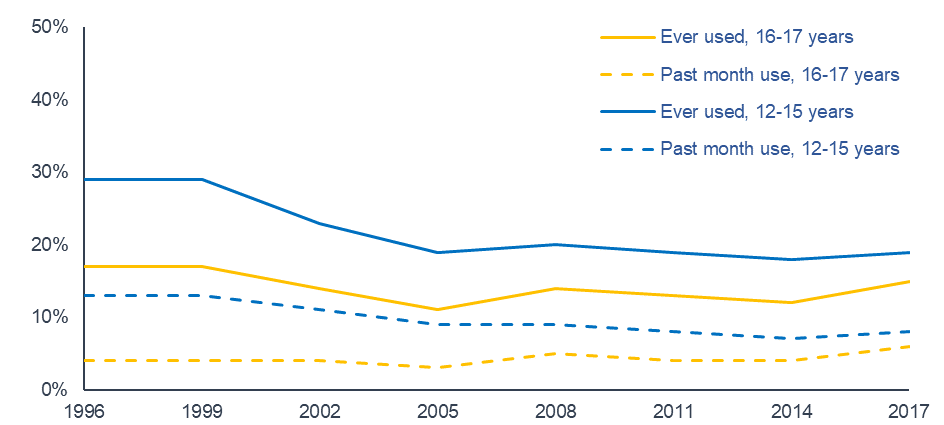 50%
40%
30%
20%
10%
0%
Ever used, 16-17 years
Past month use, 16-17 years
Ever used, 12-15 years
Past month use, 12-15 years
1996 1999 2002 2005 2008 2011 2014 2017